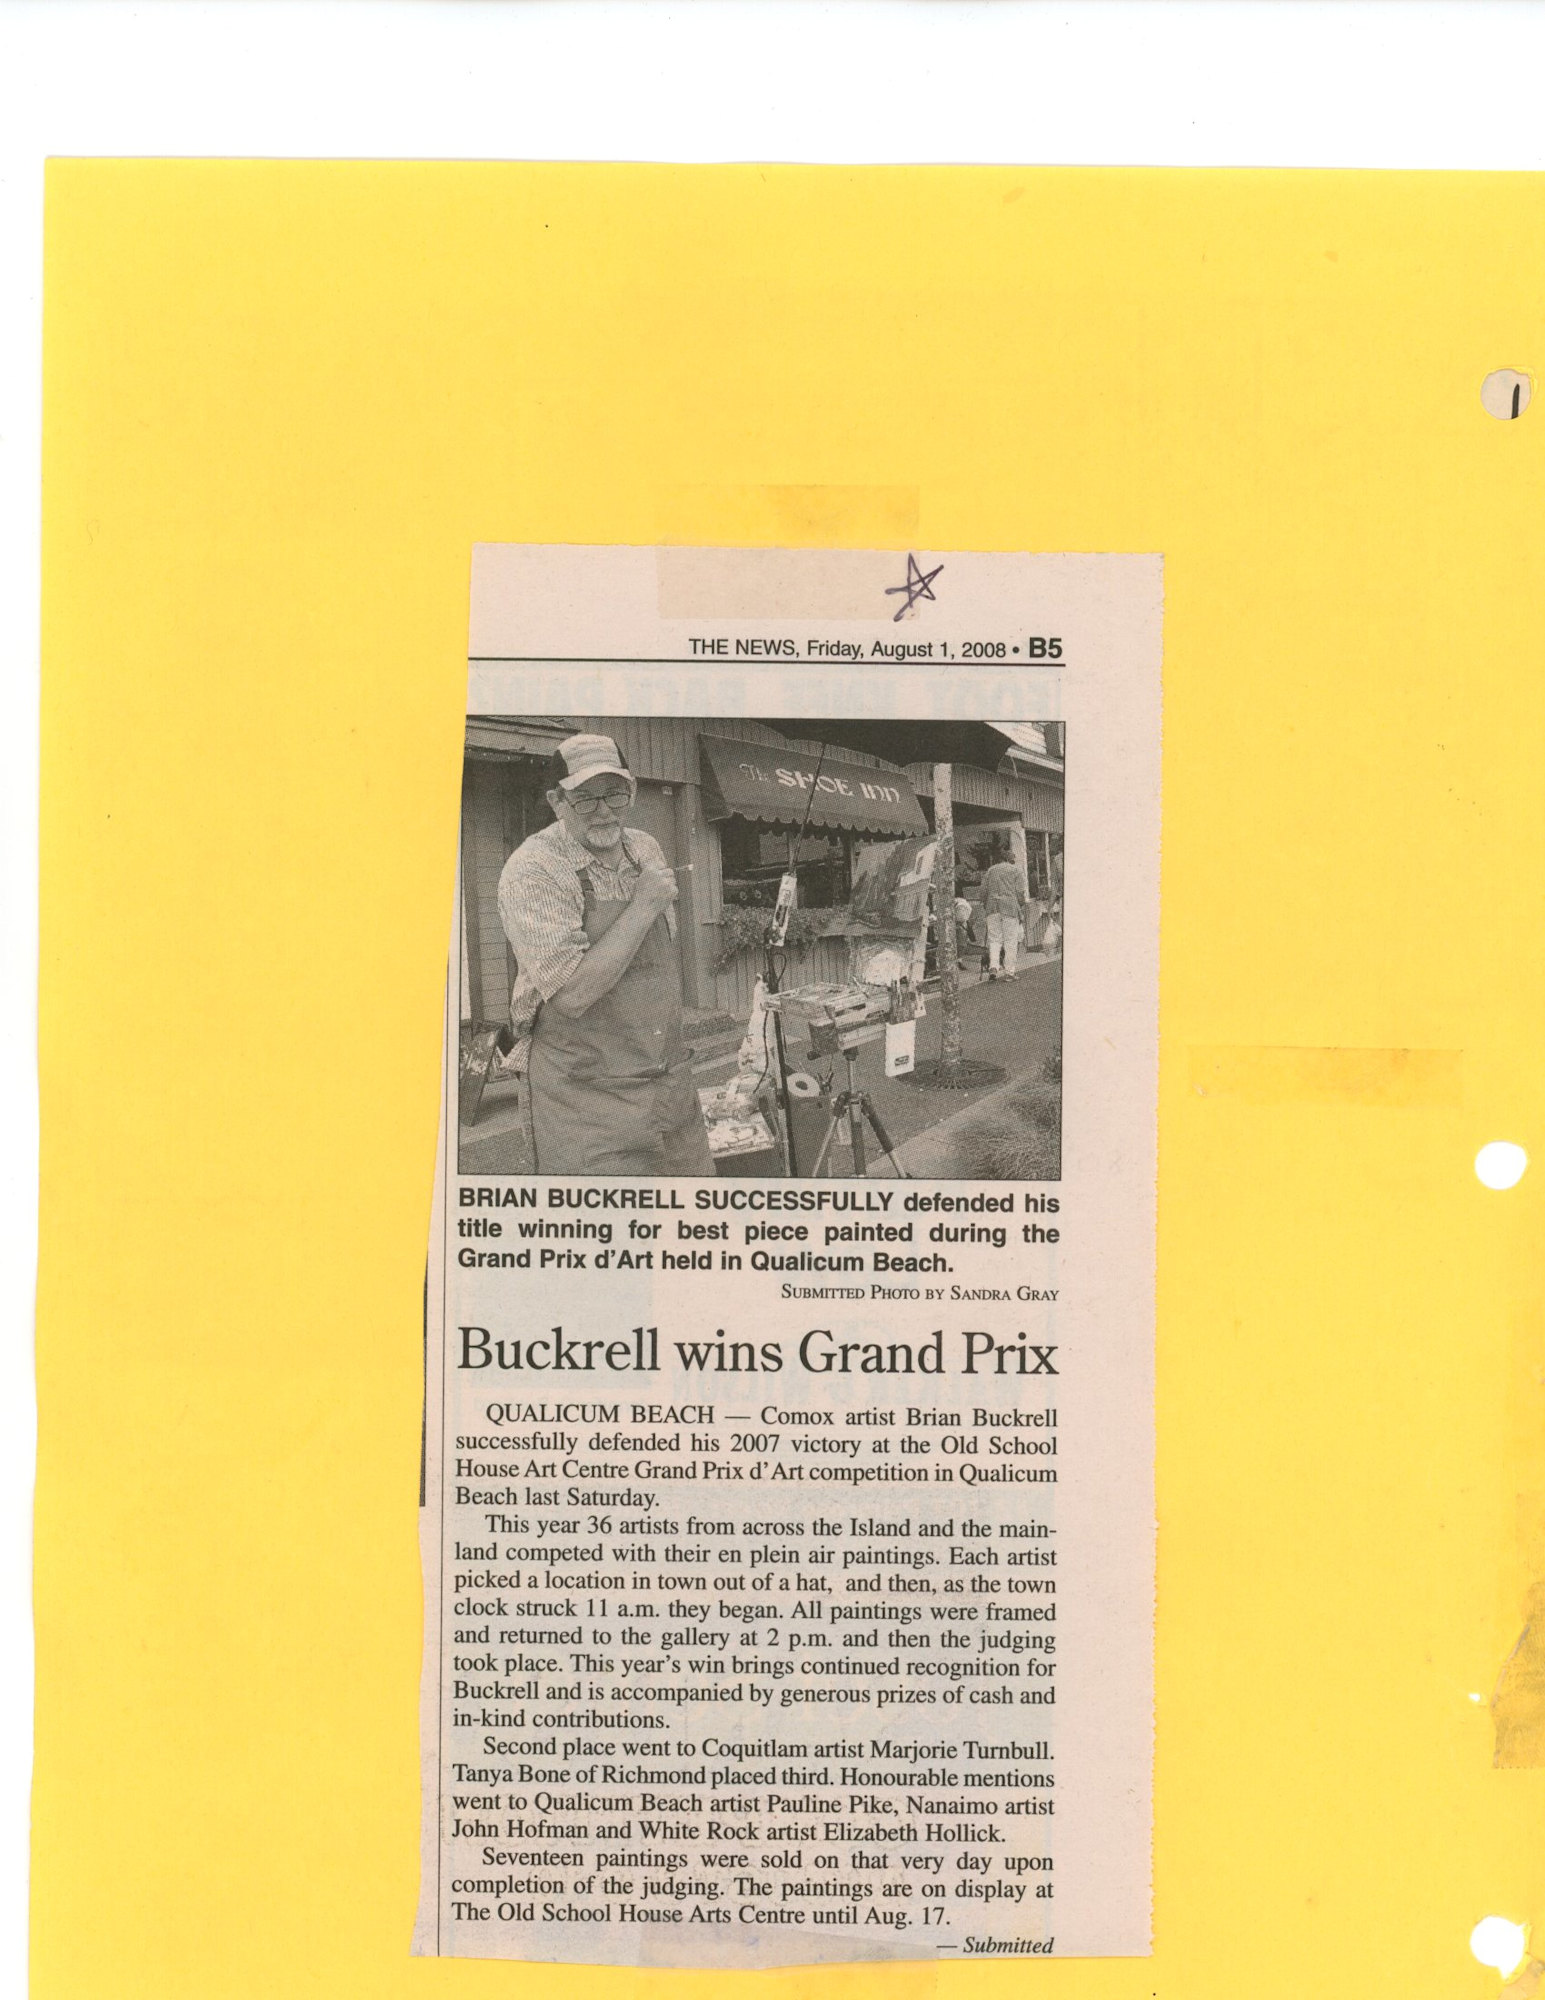 THE NEWS, Friday, August 1, 2008 • B5
The SHOE INN
BRIAN BUCKRELL SUCCESSFULLY defended his
title winning for best piece painted during the
Grand Prix d'Art held in Qualicum Beach.
SUBMITTED PHOTO BY SANDRA GRAY
Buckrell wins Grand Prix
QUALICUM BEACH — Comox artist Brian Buckrell
successfully defended his 2007 victory at the Old School
House Art Centre Grand Prix d'Art competition in Qualicum
Beach last Saturday.
This year 36 artists from across the Island and the main-
land competed with their en plein air paintings. Each artist
picked a location in town out of a hat, and then, as the town
clock struck 11 a.m. they began. All paintings were framed
and returned to the gallery at 2 p.m. and then the judging
took place. This year's win brings continued recognition for
Buckrell and is accompanied by generous prizes of cash and
in-kind contributions.
Second place went to Coquitlam artist Marjorie Turnbull.
Tanya Bone of Richmond placed third. Honourable mentions
went to Qualicum Beach artist Pauline Pike, Nanaimo artist
John Hofman and White Rock artist Elizabeth Hollick.
Seventeen paintings were sold on that very day upon
completion of the judging. The paintings are on display at
The Old School House Arts Centre until Aug. 17.
— Submitted